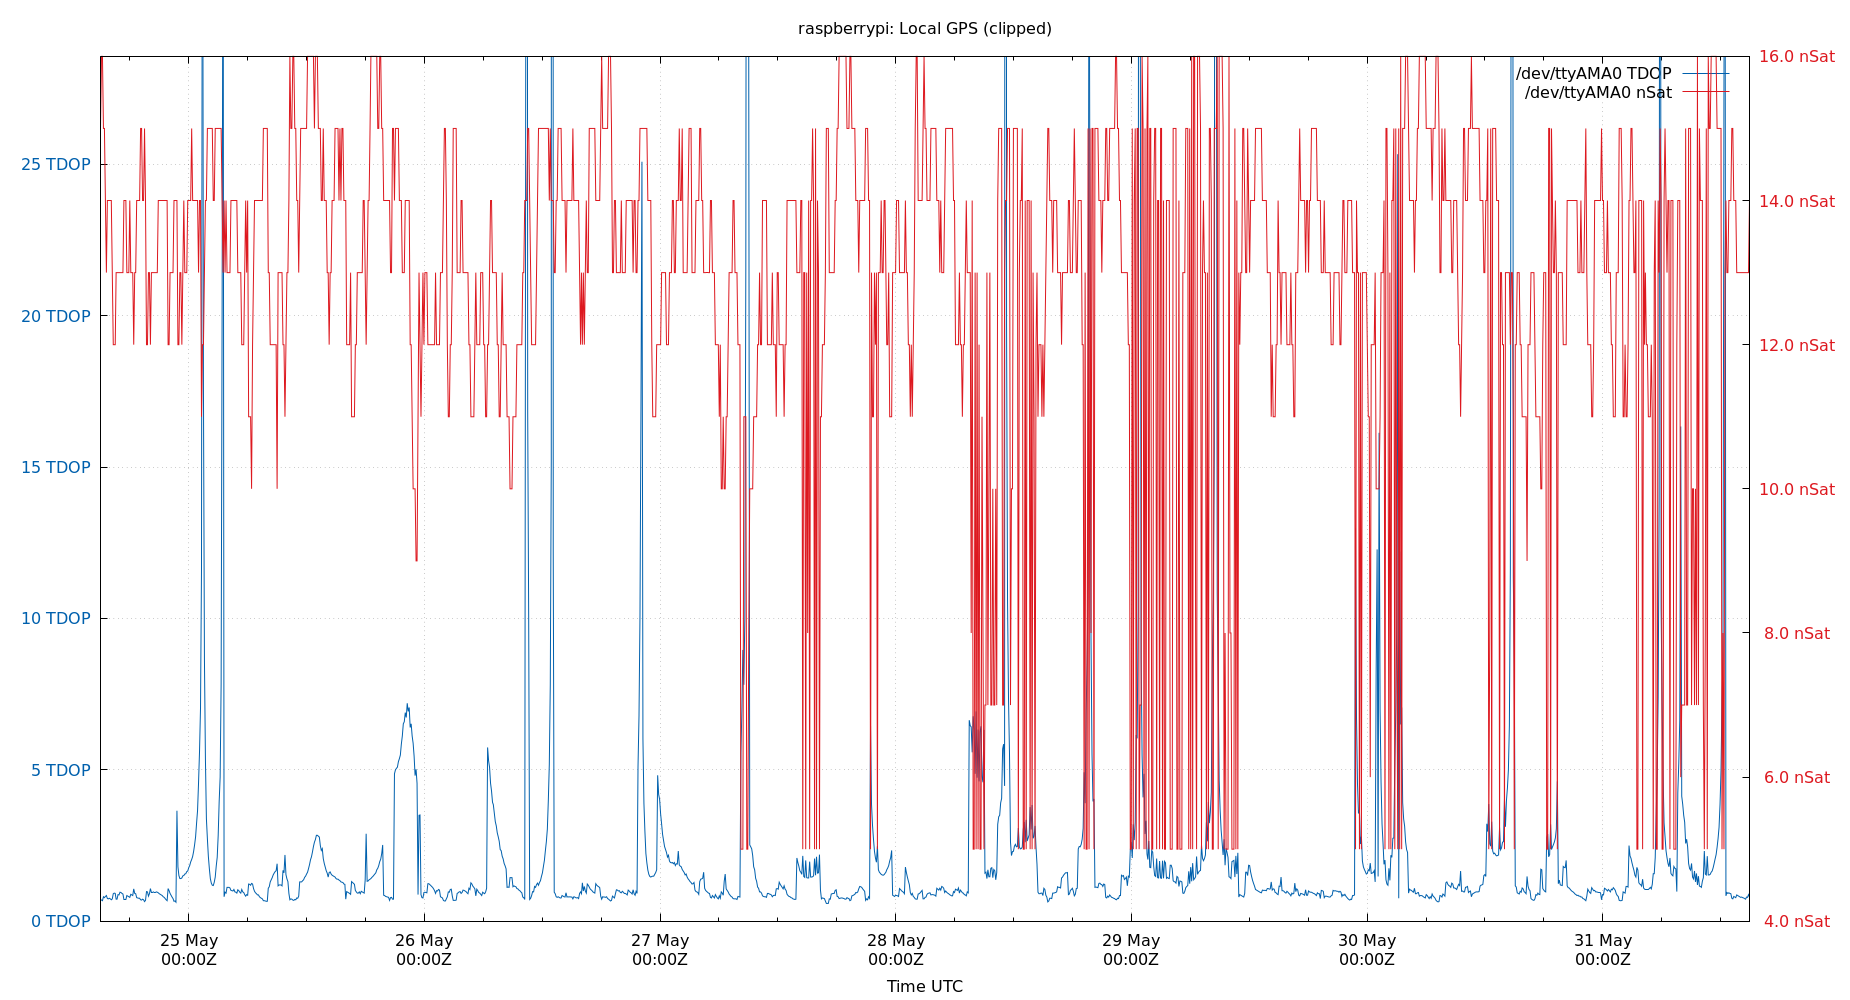 raspberrypi: Local GPS (clipped)
16.0 nSat
/dev/ttyAMA0 TDOP
/dev/ttyAMA0 nSat
25 TDOP
14.0 nSat
20 TDOP
12.0 nSat
15 TDOP
10.0 nSat
10 TDOP
8.0 nSat
5 TDOP
6.0 nSat
0 TDOP
4.0 nSat
25 May 26 May 27 May 28 May 29 May 30 May 31 May
00:00Z 00:00Z 00:00Z 00:00Z 00:00Z 00:00Z 00:00Z
Time UTC